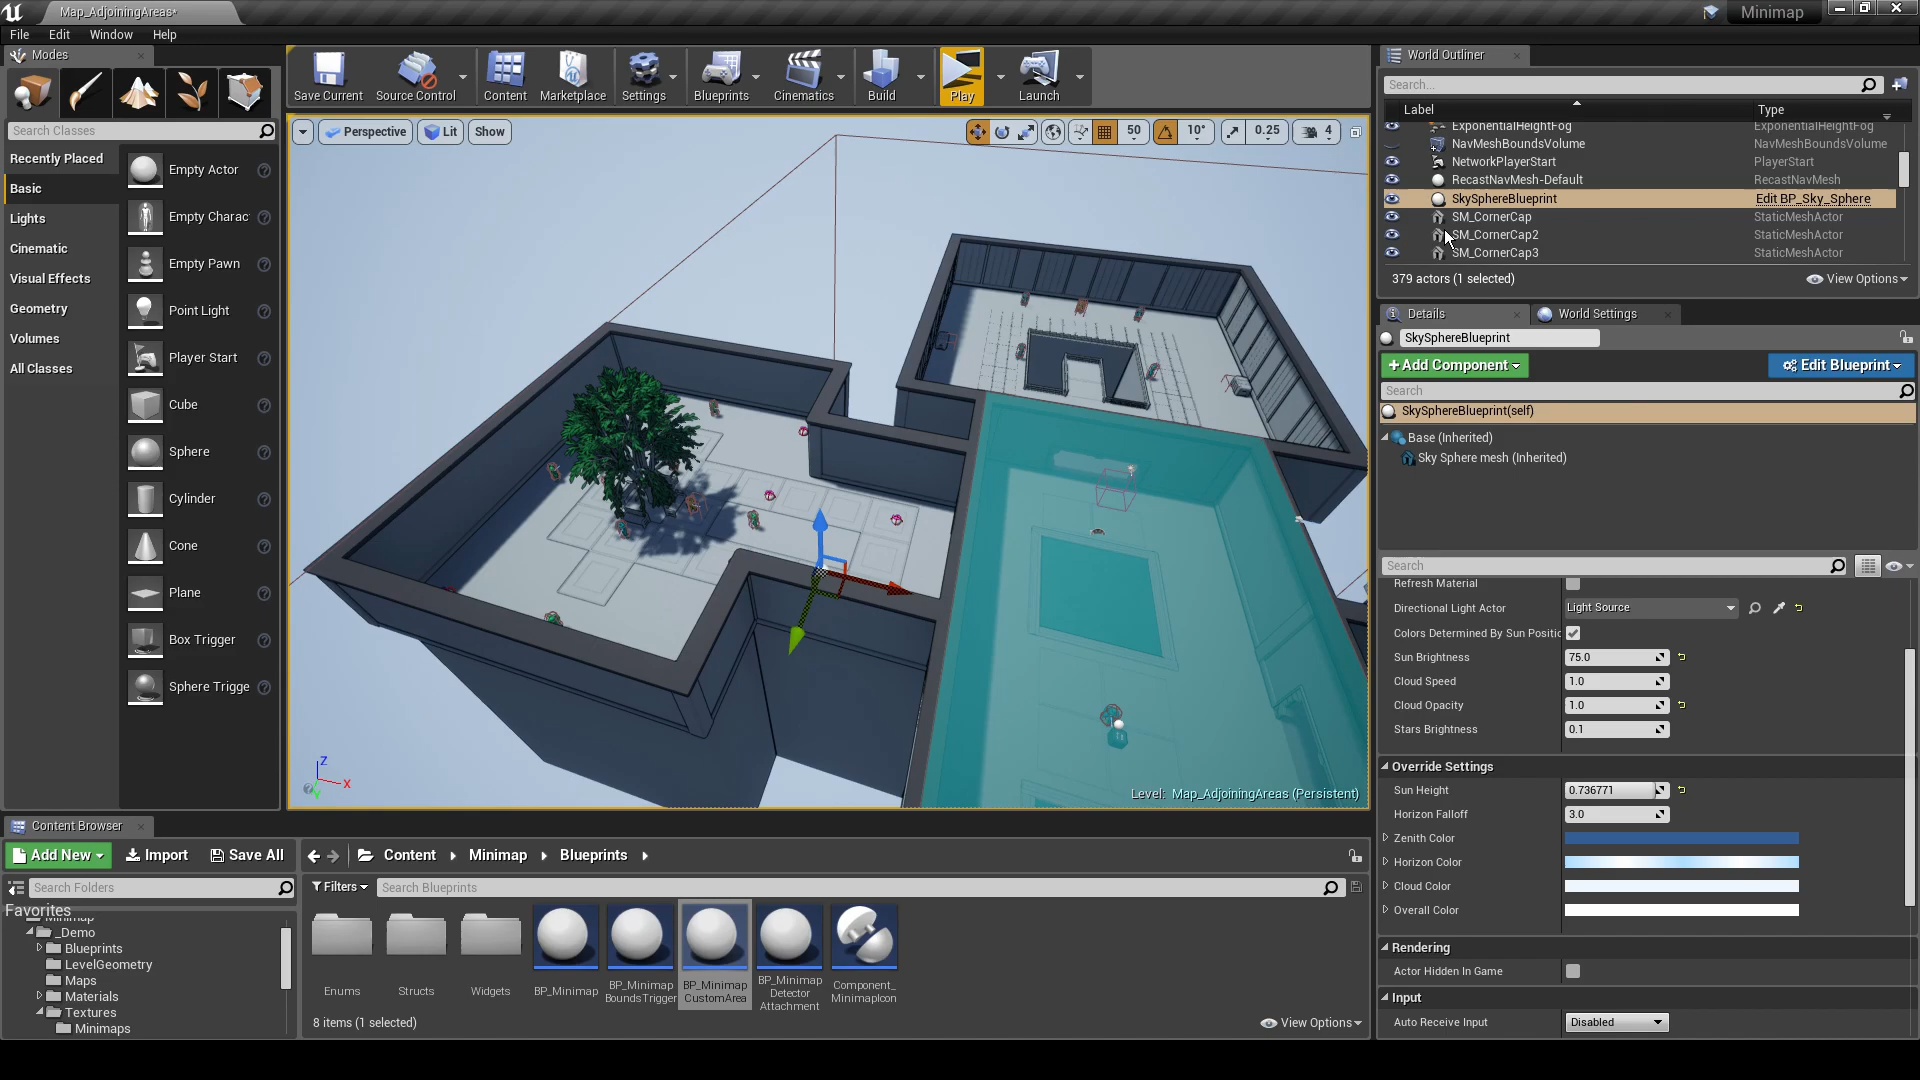 Map_AdjoiningAreas*
Minimap
File Edit Window Help
Modes
Search Classes
Recently Placed
Basic
Lights
Cinematic
Visual Effects
Geometry
Volumes
All Classes
Empty Actor
Empty Charac
Empty Pawn
Point Light
Player Start
Cube
Sphere
Cylinder
Cone
Plane
Box Trigger
Sphere Trigge
Save Current
Source Control
Content
Marketplace
Settings
Blueprints
Cinematics
Build
Play
Launch
Perspective
Lit
Show
50
10°
0.25
4
Z
X
Y
Level: Map_AdjoiningAreas (Persistent)
World Outliner
Search...
Label Type
ExponentialHeightFog ExponentialHeightFog
NavMeshBoundsVolume NavMeshBoundsVolume
NetworkPlayerStart PlayerStart
RecastNavMesh-Default RecastNavMesh
SkySphereBlueprint Edit BP_Sky_Sphere
SM_CornerCap StaticMeshActor
SM_CornerCap2 StaticMeshActor
SM_CornerCap3 StaticMeshActor
379 actors (1 selected)
View Options
Details
World Settings
SkySphereBlueprint
+Add Component
Edit Blueprint
Search
SkySphereBlueprint(self)
Base (Inherited)
Sky Sphere mesh (Inherited)
Search
Refresh Material
Directional Light Actor Light Source
Colors Determined By Sun Positic
Sun Brightness 75.0
Cloud Speed 1.0
Cloud Opacity 1.0
Stars Brightness 0.1
Override Settings
Sun Height 0.736771
Horizon Falloff 3.0
Zenith Color
Horizon Color
Cloud Color
Overall Color
Rendering
Actor Hidden In Game
Input
Auto Receive Input Disabled
Content Browser
Add New
Import
Save All
Content
Minimap
Blueprints
Search Folders
Favorites
Minimap
_Demo
Blueprints
LevelGeometry
Maps
Materials
Textures
Minimaps
Filters
Search Blueprints
Enums
Structs
Widgets
BP_Minimap
BP_Minimap
BoundsTrigger
BP_Minimap
CustomArea
BP_Minimap
Detector
Attachment
Component_
MinimapIcon
8 items (1 selected)
View Options